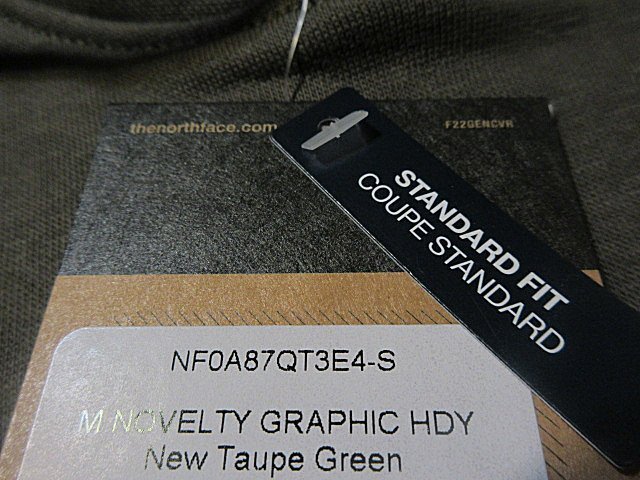 thenorthface.com
F22GENCVR
STANDARD FIT
COUPE STANDARD
NF0A87QT3E4-S
M NOVELTY GRAPHIC HDY
New Taupe Green